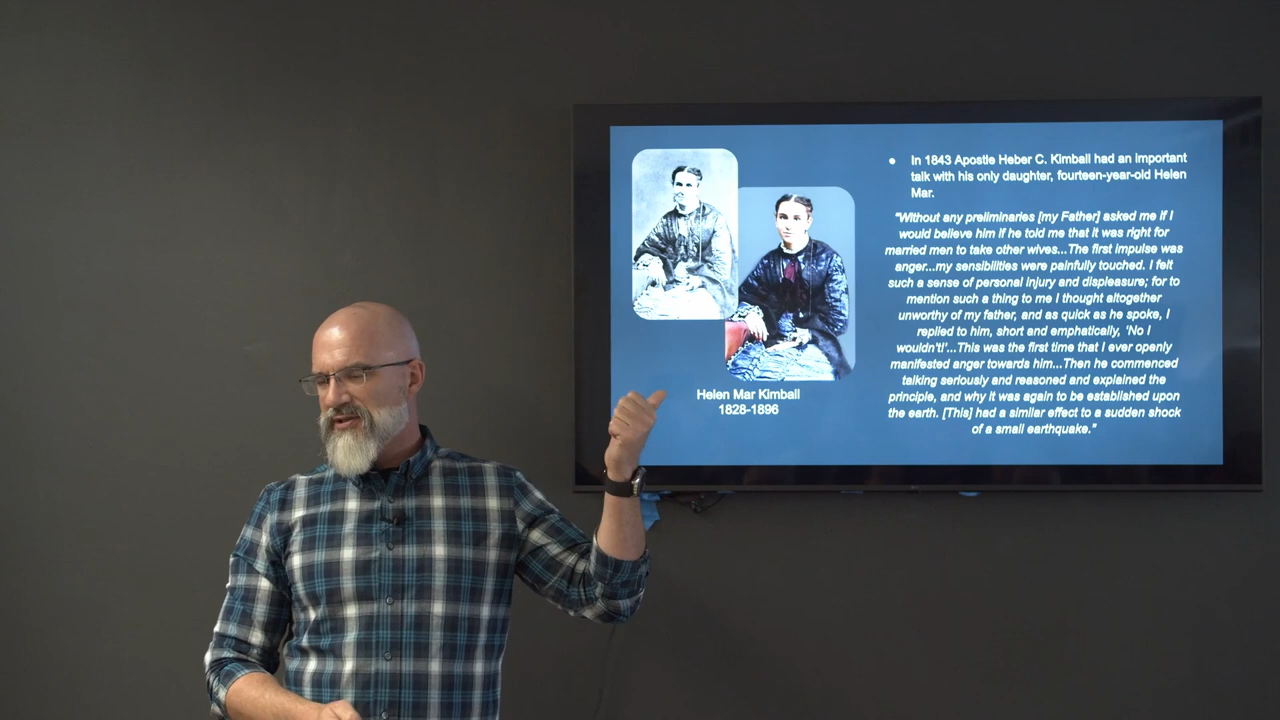 ● In 1843 Apostle Heber C. Kimball had an important
talk with his only daughter, fourteen-year-old Helen
Mar.
"Without any preliminaries [my Father] asked me if I
would believe him if he told me that it was right for
married men to take other wives...The first impulse was
anger...my sensibilities were painfully touched. I felt
such a sense of personal injury and displeasure; for to
mention such a thing to me I thought altogether
unworthy of my father, and as quick as he spoke, I
replied to him, short and emphatically, 'No I
wouldn't!'...This was the first time that I ever openly
manifested anger towards him...Then he commenced
talking seriously and reasoned and explained the
principle, and why it was again to be established upon
the earth. [This] had a similar effect to a sudden shock
of a small earthquake."
Helen Mar Kimball
1828-1896